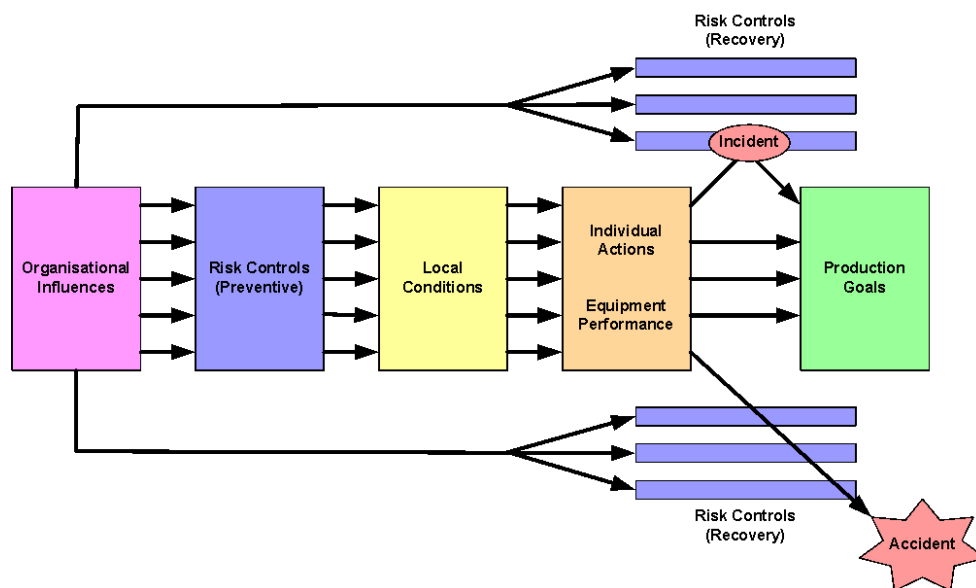 Risk Controls
(Recovery)
Incident
Organisational
Influences
Risk Controls
(Preventive)
Local
Conditions
Individual
Actions
Equipment
Performance
Production
Goals
Risk Controls
(Recovery)
Accident